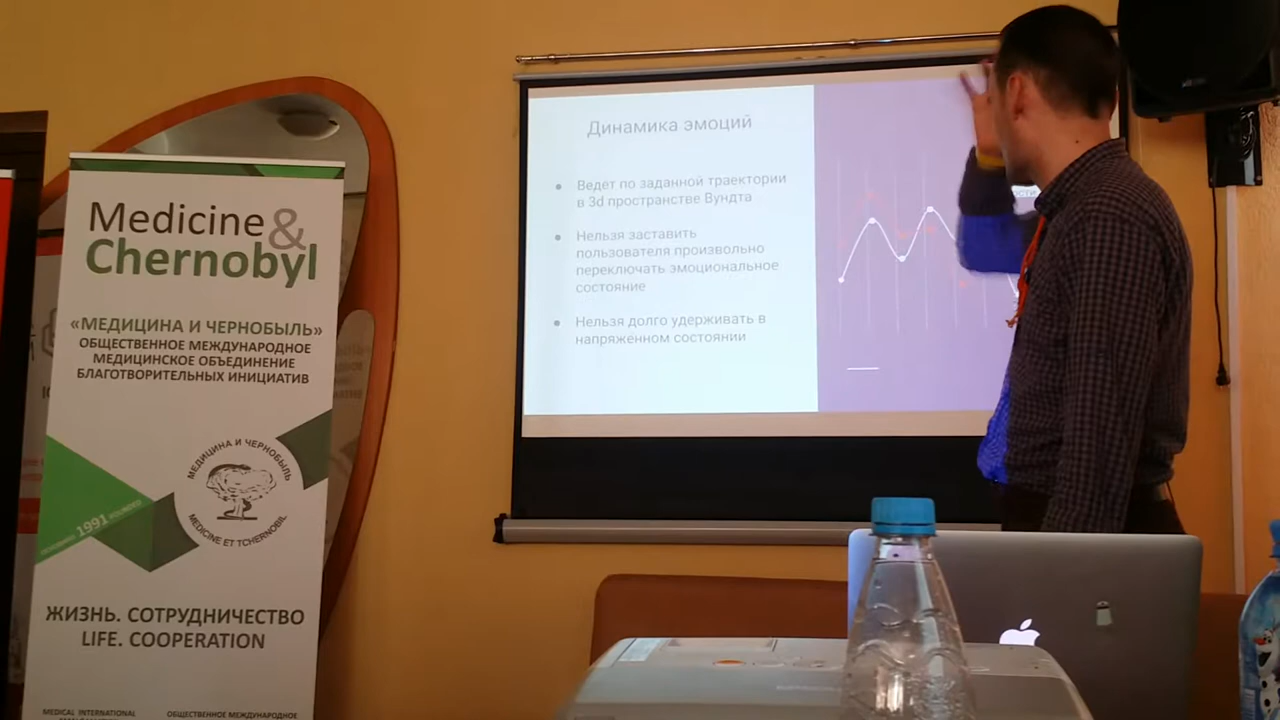 Medicine &
Chernobyl
«МЕДИЦИНА И ЧЕРНОБЫЛЬ»
ОБЩЕСТВЕННОЕ МЕЖДУНАРОДНОЕ
МЕДИЦИНСКОЕ ОБЪЕДИНЕНИЕ
БЛАГОТВОРИТЕЛЬНЫХ ИНИЦИАТИВ
МЕДИЦИНА И ЧЕРНОБЫЛЬ
MEDICINE ET TCHERNOBIL
1991
ЖИЗНЬ. СОТРУДНИЧЕСТВО
LIFE. COOPERATION
MEDICAL INTERNATIONAL
ОБЩЕСТВЕННОЕ МЕЖДУНАРОДНОЕ
Динамика эмоций
● Ведет по заданной траектории
в 3d пространстве Вундта
● Нельзя заставить
пользователя произвольно
переключать эмоциональное
состояние
● Нельзя долго удерживать в
напряженном состоянии